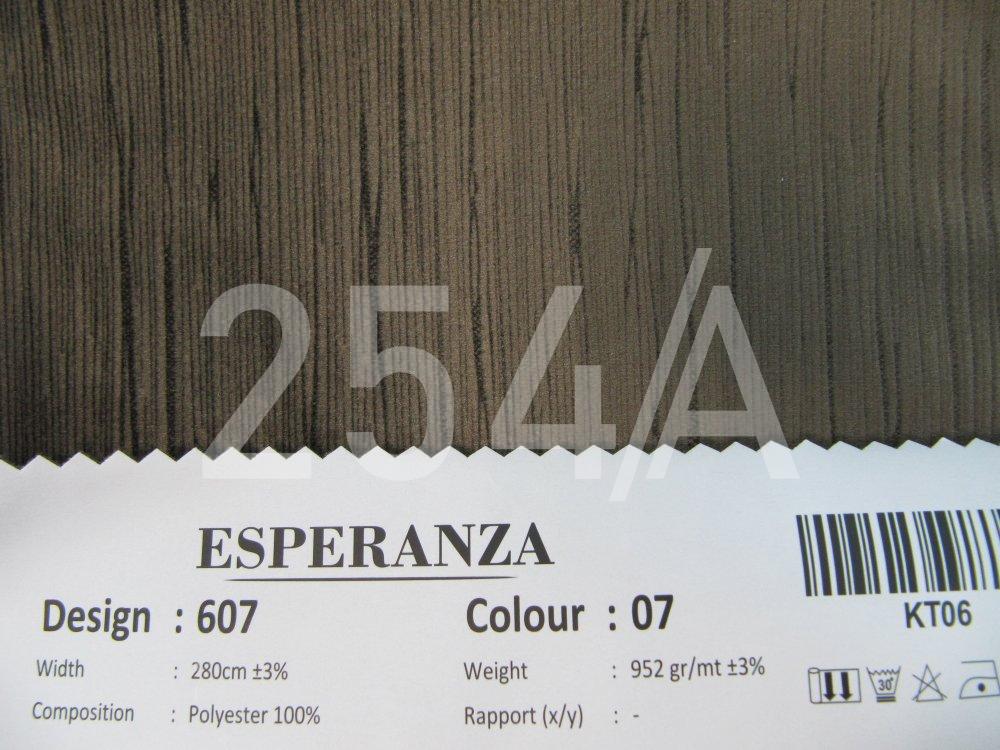 254/A
ESPERANZA
Design : 607 Colour : 07
KT06
Width : 280cm ±3% Weight : 952 gr/mt ±3%
30°
Composition : Polyester 100% Rapport (x/y) : -